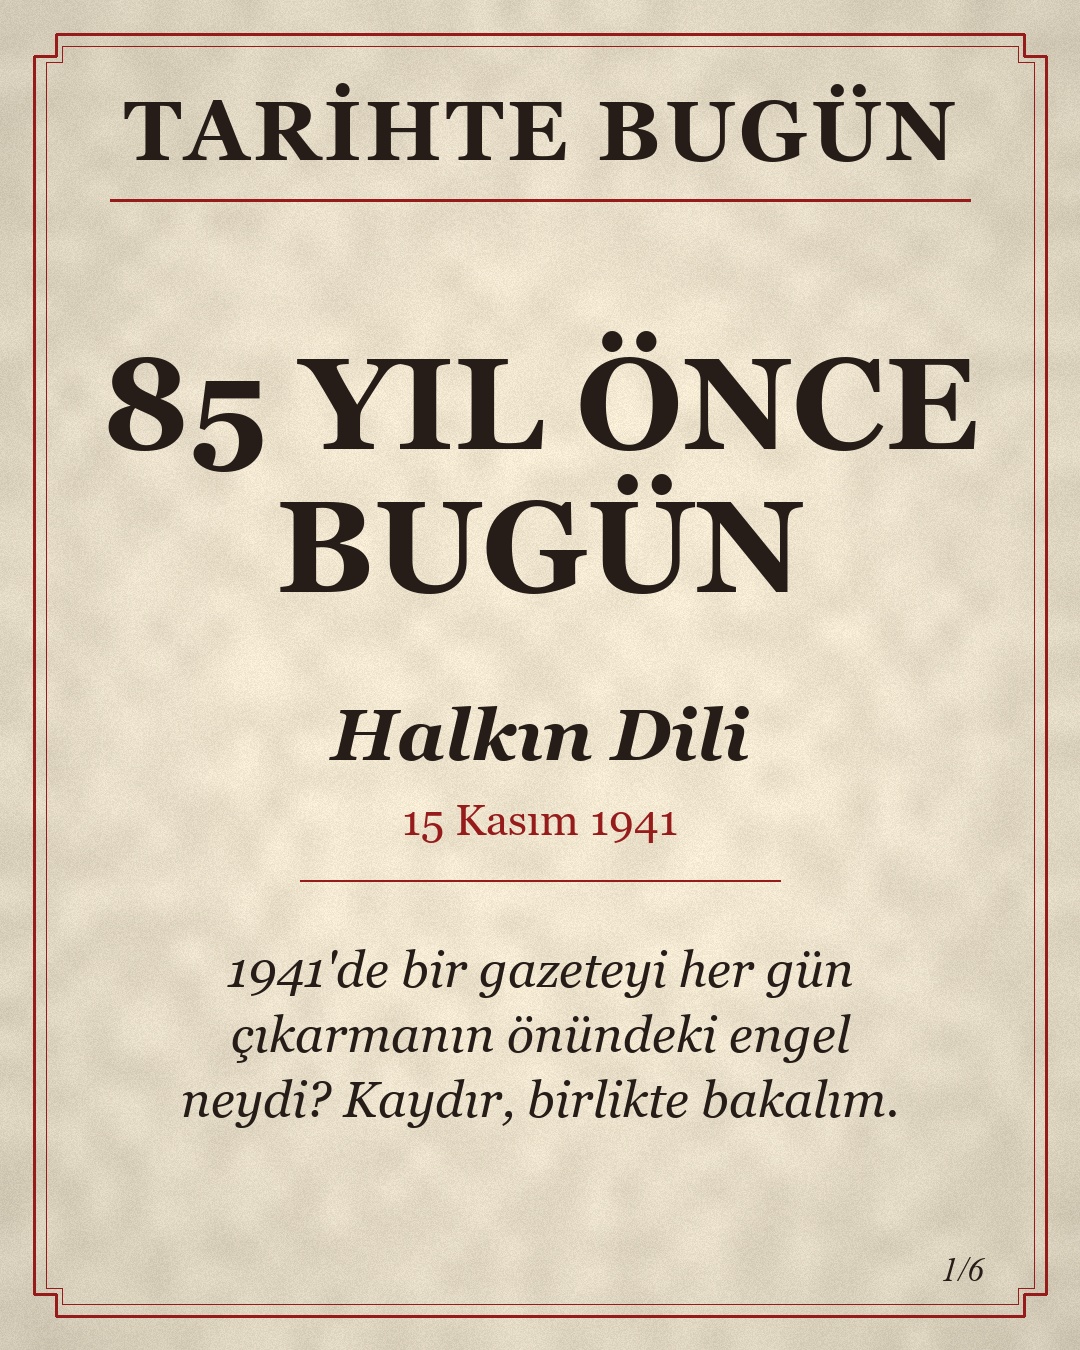 TARİHTE BUGÜN
85 YIL ÖNCE
BUGÜN
Halkın Dili
15 Kasım 1941
1941'de bir gazeteyi her gün
çıkarmanın önündeki engel
neydi? Kaydır, birlikte bakalım.
1/6